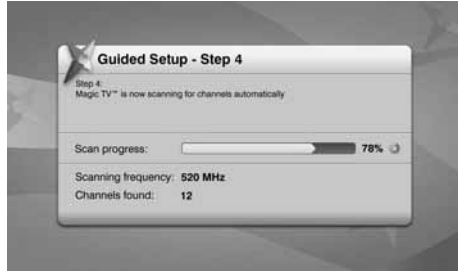 Guided Setup - Step 4
Step 4:
Magic TV™ is now scanning for channels automatically
Scan progress: 78%
Scanning frequency: 520 MHz
Channels found: 12